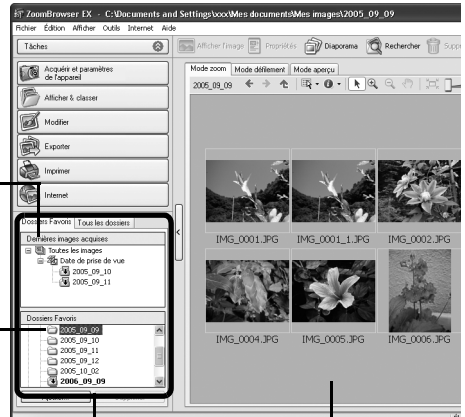 ZoomBrowser EX - C:\Documents and Settings\xxx\Mes documents\Mes images\2005_09_09
Fichier Édition Afficher Outils Internet Aide
Tâches
Afficher l'image Propriétés Diaporama Rechercher
Acquérir et paramètres de l'appareil
Afficher & classer
Modifier
Exporter
Imprimer
Internet
Mode zoom Mode défilement Mode aperçu
2005_09_09
Dossiers Favoris Tous les dossiers
Dernières images acquises
Toutes les images
Date de prise de vue
2005_09_10
2005_09_11
Dossiers Favoris
2005_09_09
2005_09_10
2005_09_11
2005_09_12
2005_10_02
2006_09_09
IMG_0001.JPG IMG_0001_1.JPG IMG_0002.JPG
IMG_0004.JPG IMG_0005.JPG IMG_0006.JPG